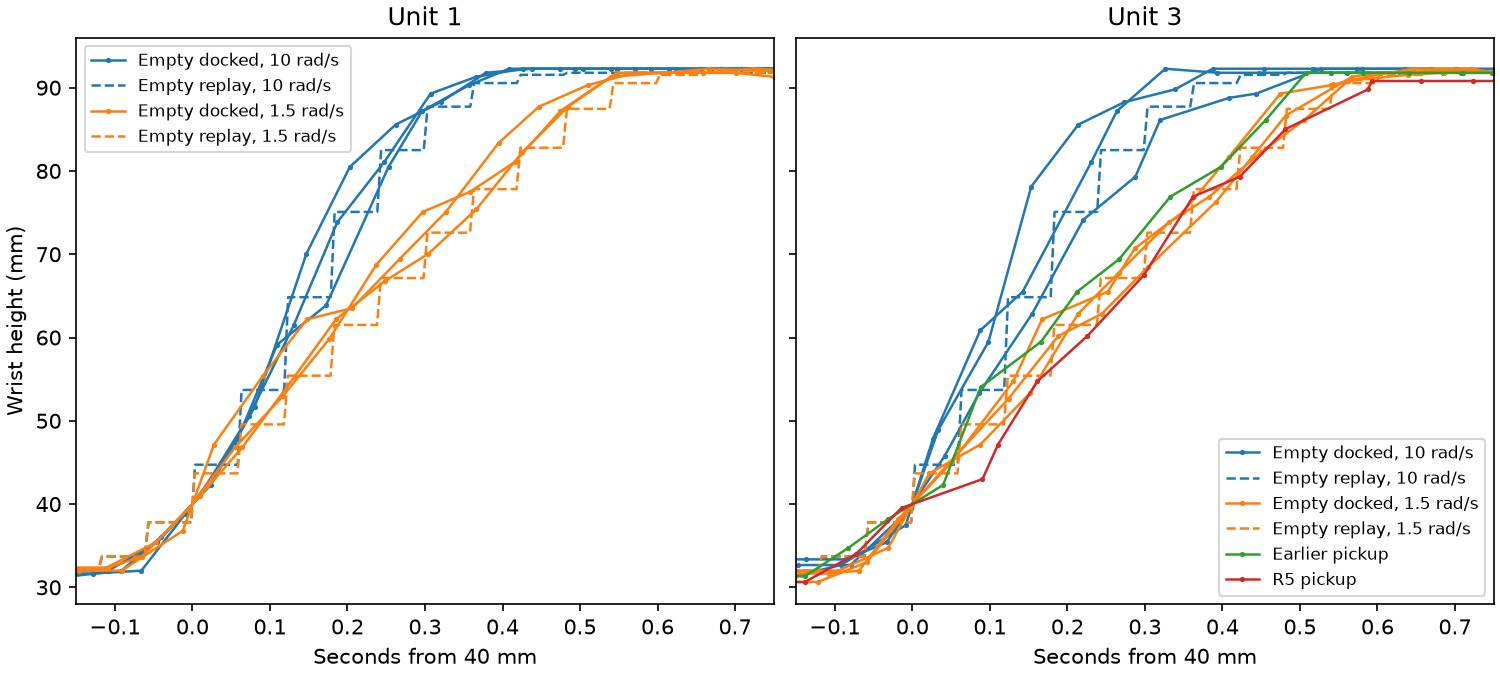 Unit 1
Unit 3
Empty docked, 10 rad/s
Empty replay, 10 rad/s
Empty docked, 1.5 rad/s
Empty replay, 1.5 rad/s
Wrist height (mm)
90
80
70
60
50
40
30
Empty docked, 10 rad/s
Empty replay, 10 rad/s
Empty docked, 1.5 rad/s
Empty replay, 1.5 rad/s
Earlier pickup
R5 pickup
−0.1 0.0 0.1 0.2 0.3 0.4 0.5 0.6 0.7
−0.1 0.0 0.1 0.2 0.3 0.4 0.5 0.6 0.7
Seconds from 40 mm
Seconds from 40 mm